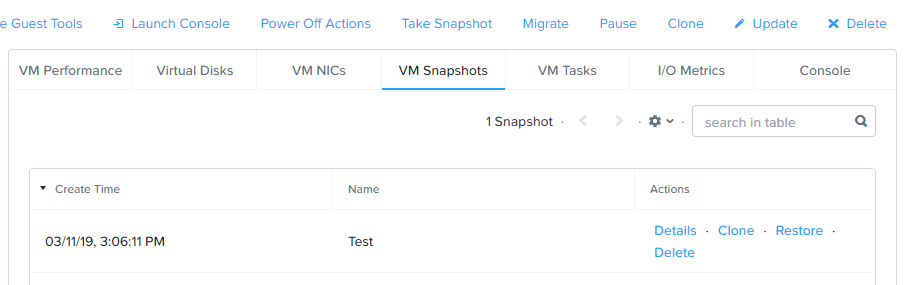 e Guest Tools Launch Console Power Off Actions Take Snapshot Migrate Pause Clone Update Delete
VM Performance Virtual Disks VM NICs VM Snapshots VM Tasks I/O Metrics Console
1 Snapshot · < > · · search in table
Create Time Name Actions
03/11/19, 3:06:11 PM Test Details · Clone · Restore ·
Delete